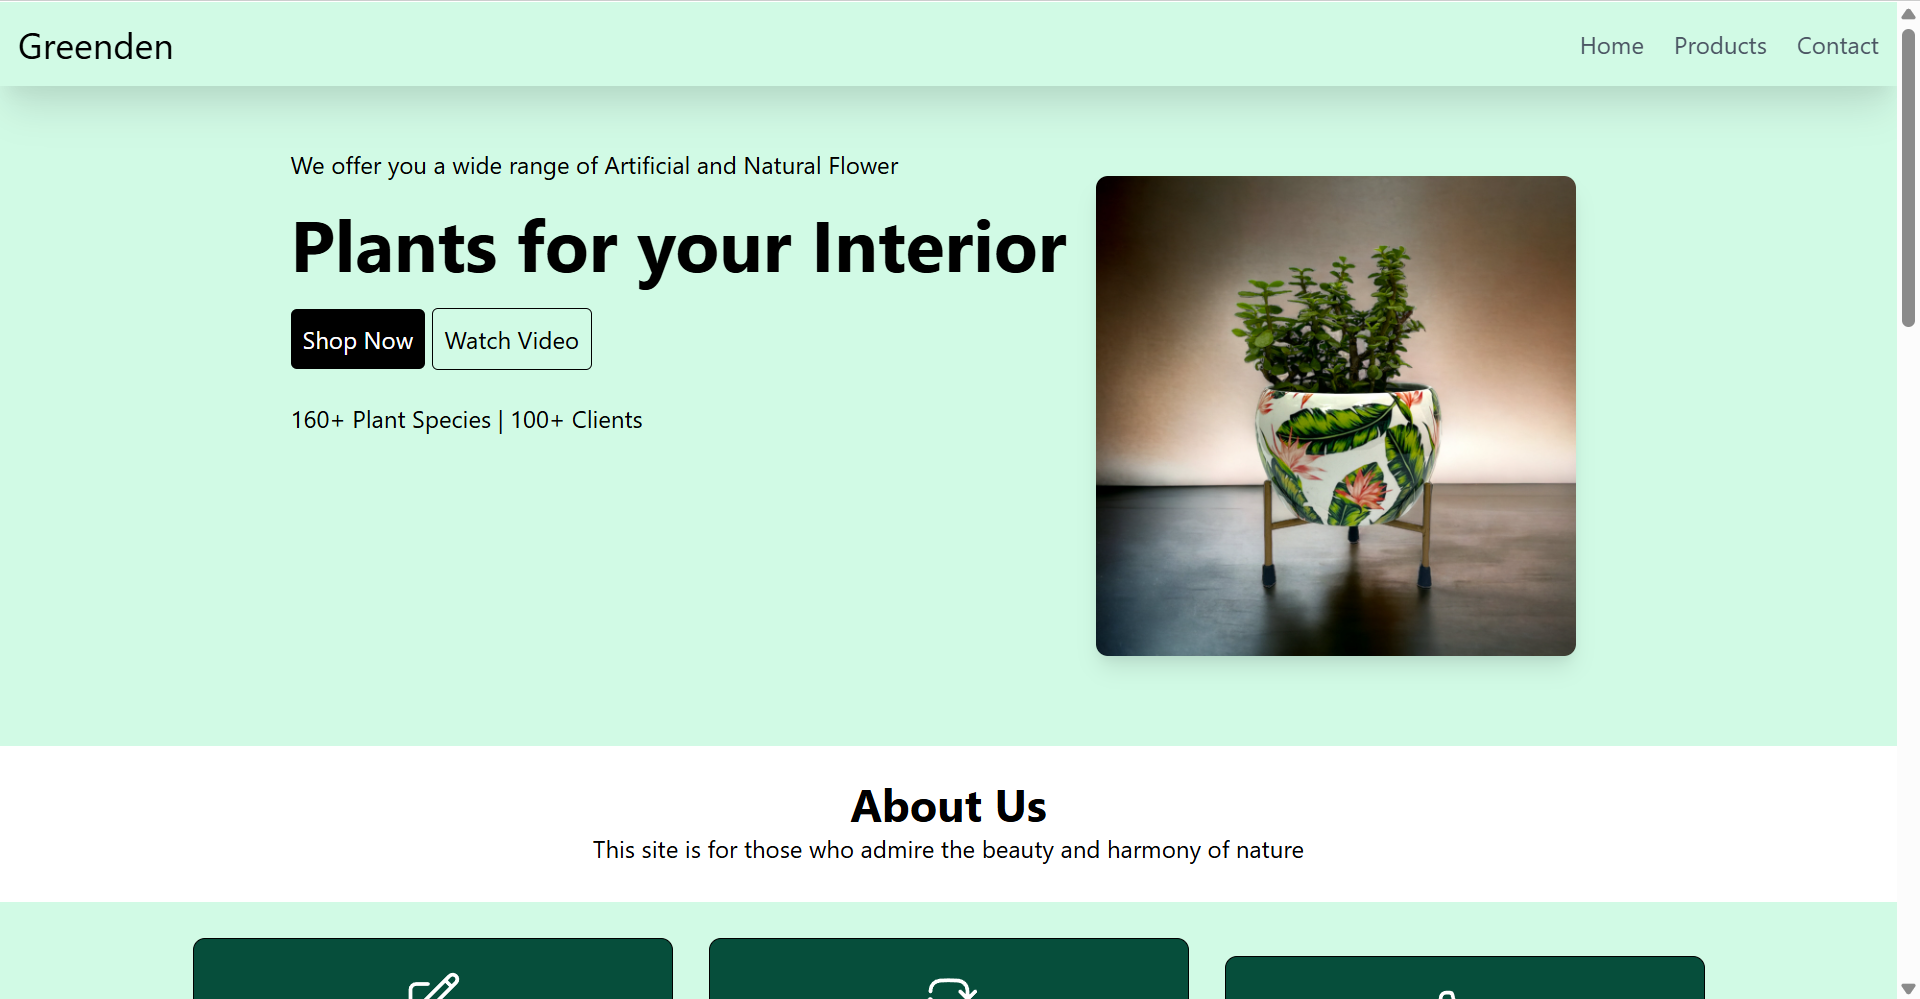 Greenden
Home Products Contact
We offer you a wide range of Artificial and Natural Flower
Plants for your Interior
Shop Now Watch Video
160+ Plant Species | 100+ Clients
About Us
This site is for those who admire the beauty and harmony of nature